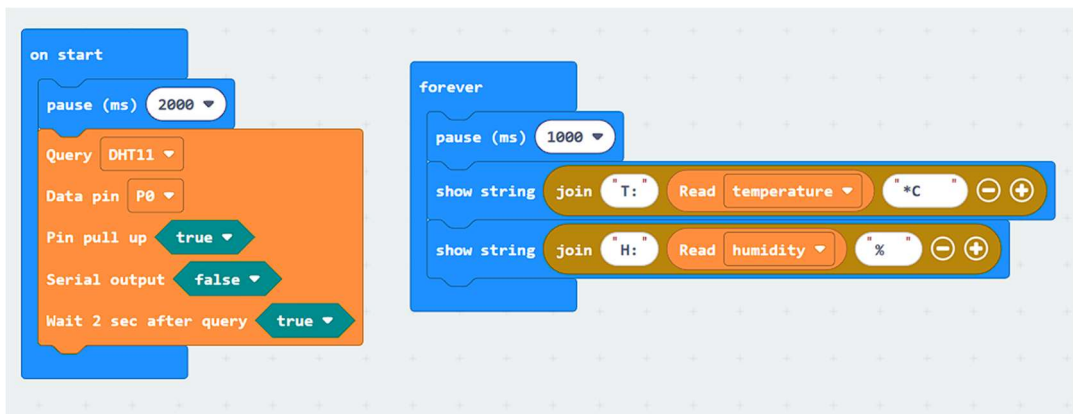 on start
pause (ms) 2000
Query DHT11
Data pin P0
Pin pull up true
Serial output false
Wait 2 sec after query true
forever
pause (ms) 1000
show string join "T:" Read temperature "*C "
show string join "H:" Read humidity "% "